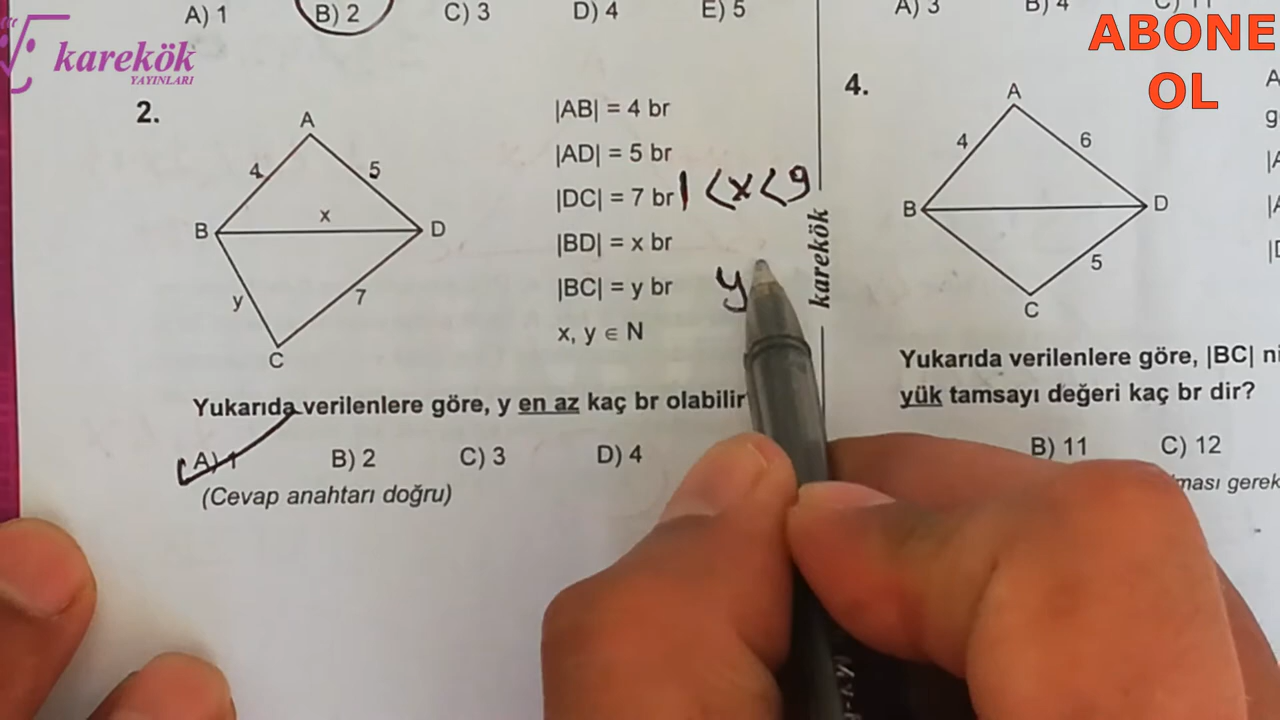 A) 1 B) 2 C) 3 D) 4 E) 5
karekök
YAYINLARI
2.
A
4
5
x
B
D
y
7
C
|AB| = 4 br
|AD| = 5 br
|DC| = 7 br
1 < x < 9
|BD| = x br
|BC| = y br
y
x, y ∈ N
Yukarıda verilenlere göre, y en az kaç br olabilir
A) 1 B) 2 C) 3 D) 4
(Cevap anahtarı doğru)
karekök
A) 3 B) 4 C) 11
ABONE
OL
4.
A
4
6
B
D
5
C
Yukarıda verilenlere göre, |BC| ni
yük tamsayı değeri kaç br dir?
B) 11 C) 12
ması gerek